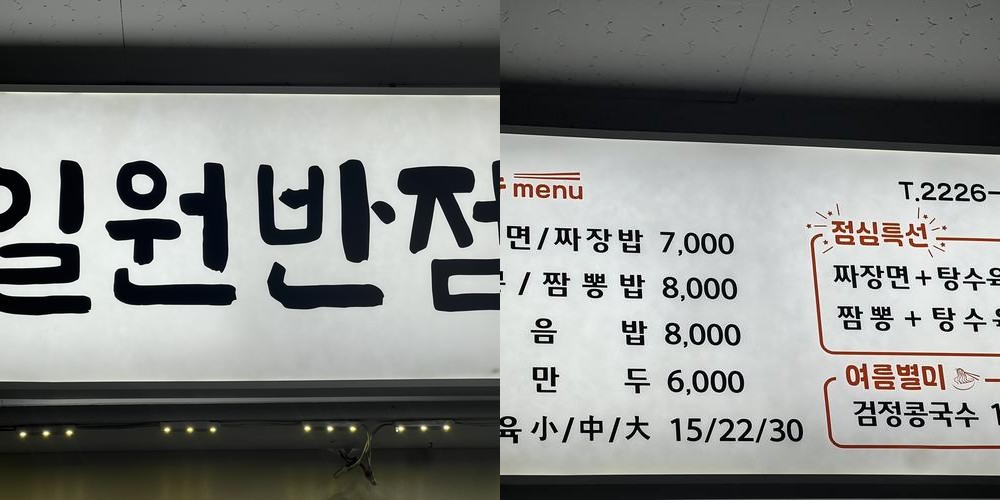 일원반점
menu
T.2226-
면/짜장밥 7,000
/ 짬뽕밥 8,000
음 밥 8,000
만 두 6,000
육 小/中/大 15/22/30
점심특선
짜장면+탕수육
짬뽕 + 탕수육
여름별미
검정콩국수 1